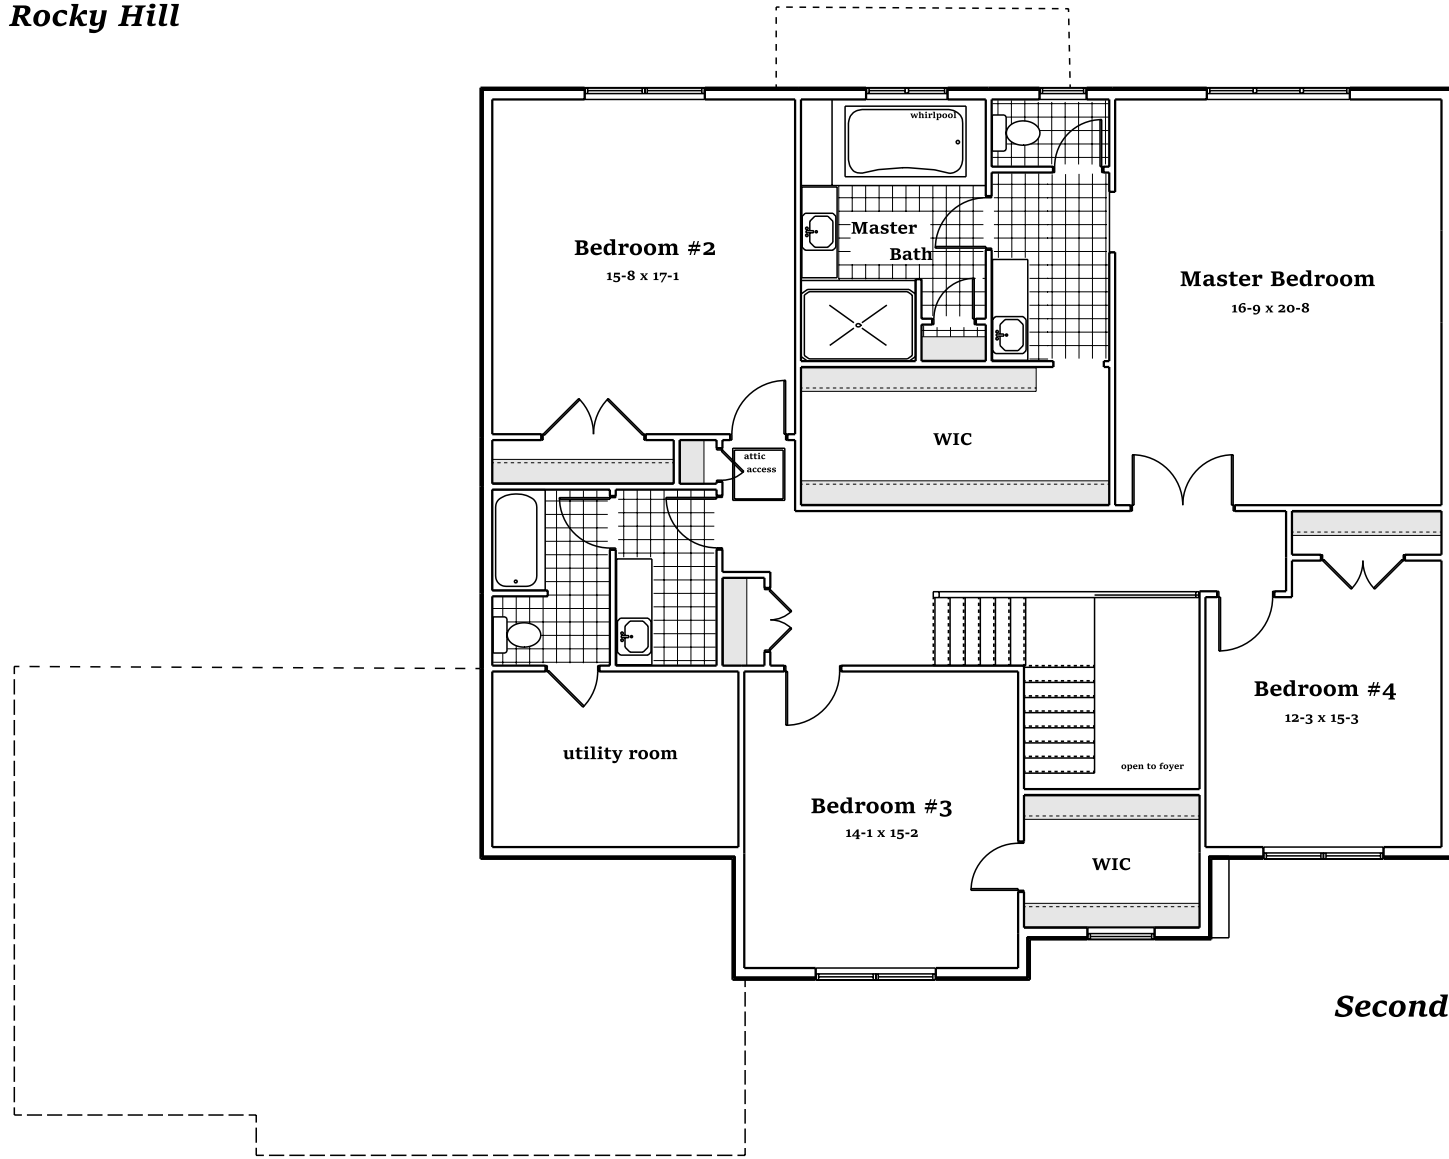 Rocky Hill
whirlpool
Master
Bath
Bedroom #2
15-8 x 17-1
Master Bedroom
16-9 x 20-8
WIC
attic
access
Bedroom #4
12-3 x 15-3
utility room
open to foyer
Bedroom #3
14-1 x 15-2
WIC
Second